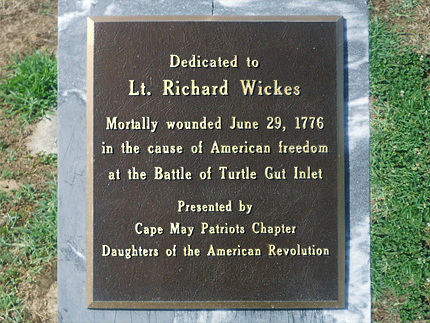 Dedicated to
Lt. Richard Wickes
Mortally wounded June 29, 1776
in the cause of American freedom
at the Battle of Turtle Gut Inlet
Presented by
Cape May Patriots Chapter
Daughters of the American Revolution